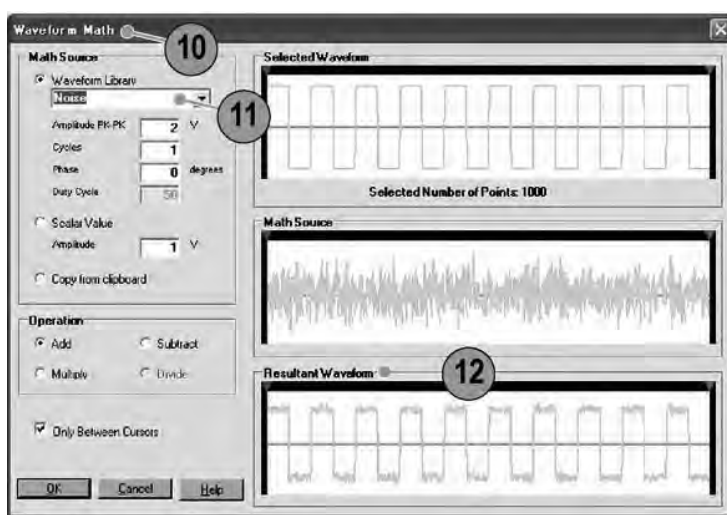 Waveform Math
10
Math Source
Waveform Library
Noise
11
Amplitude PK-PK 2 V
Cycles 1
Phase 0 degrees
Duty Cycle 50
Scalar Value
Amplitude 1 V
Copy from clipboard
Operation
Add Subtract
Multiply Divide
Only Between Cursors
OK Cancel Help
Selected Waveform
Selected Number of Points: 1000
Math Source
Resultant Waveform
12